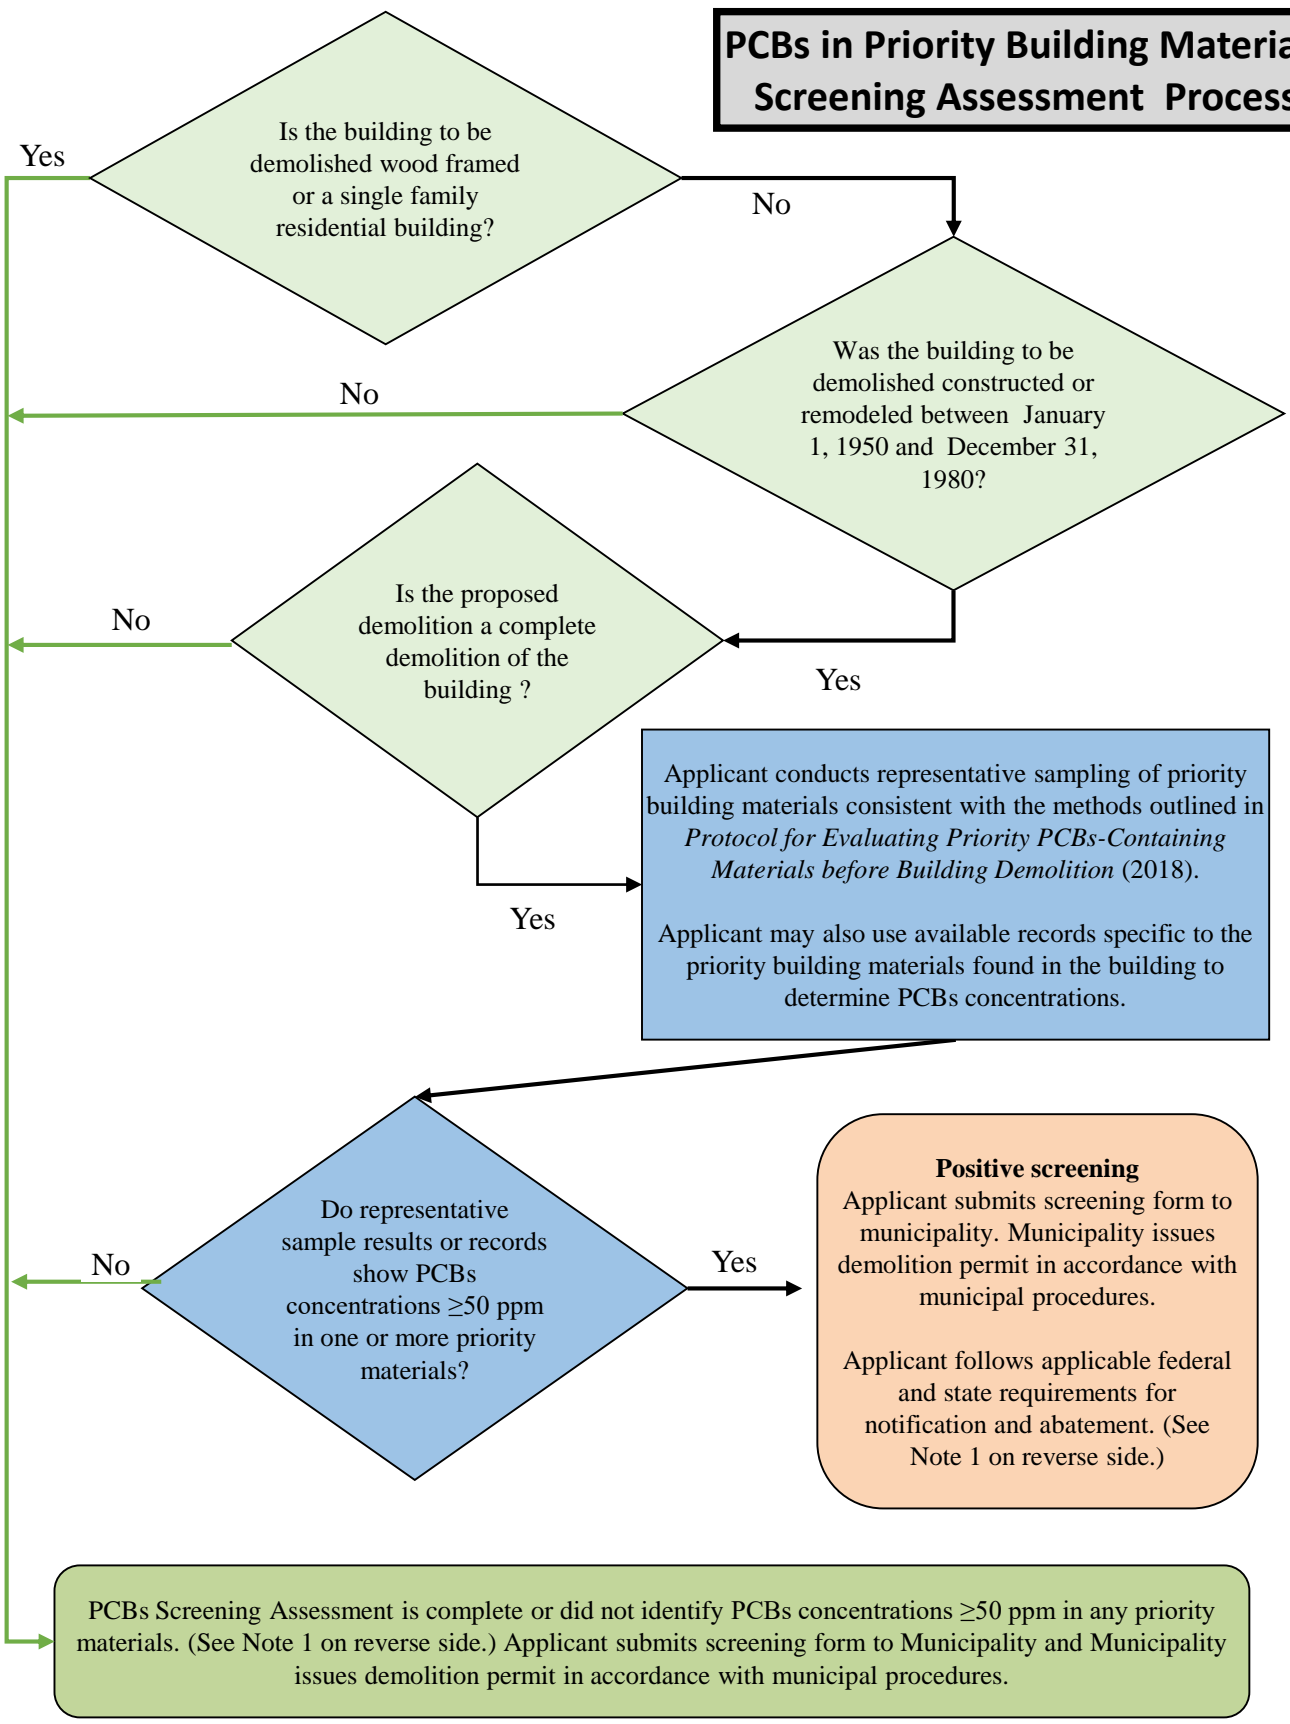 PCBs in Priority Building Materia
Screening Assessment Process
Is the building to be
demolished wood framed
or a single family
residential building?
Yes
No
Was the building to be
demolished constructed or
remodeled between January
1, 1950 and December 31,
1980?
No
Is the proposed
demolition a complete
demolition of the
building ?
No
Yes
Applicant conducts representative sampling of priority
building materials consistent with the methods outlined in
Protocol for Evaluating Priority PCBs-Containing
Materials before Building Demolition (2018).
Applicant may also use available records specific to the
priority building materials found in the building to
determine PCBs concentrations.
Yes
Do representative
sample results or records
show PCBs
concentrations ≥50 ppm
in one or more priority
materials?
No
Yes
Positive screening
Applicant submits screening form to
municipality. Municipality issues
demolition permit in accordance with
municipal procedures.
Applicant follows applicable federal
and state requirements for
notification and abatement. (See
Note 1 on reverse side.)
PCBs Screening Assessment is complete or did not identify PCBs concentrations ≥50 ppm in any priority
materials. (See Note 1 on reverse side.) Applicant submits screening form to Municipality and Municipality
issues demolition permit in accordance with municipal procedures.